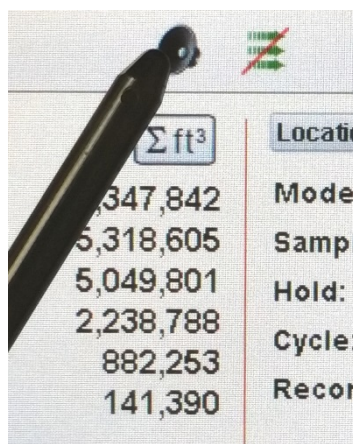 Σ ft³
,347,842
5,318,605
5,049,801
2,238,788
882,253
141,390
Locatio
Mode
Samp
Hold:
Cycle:
Recor